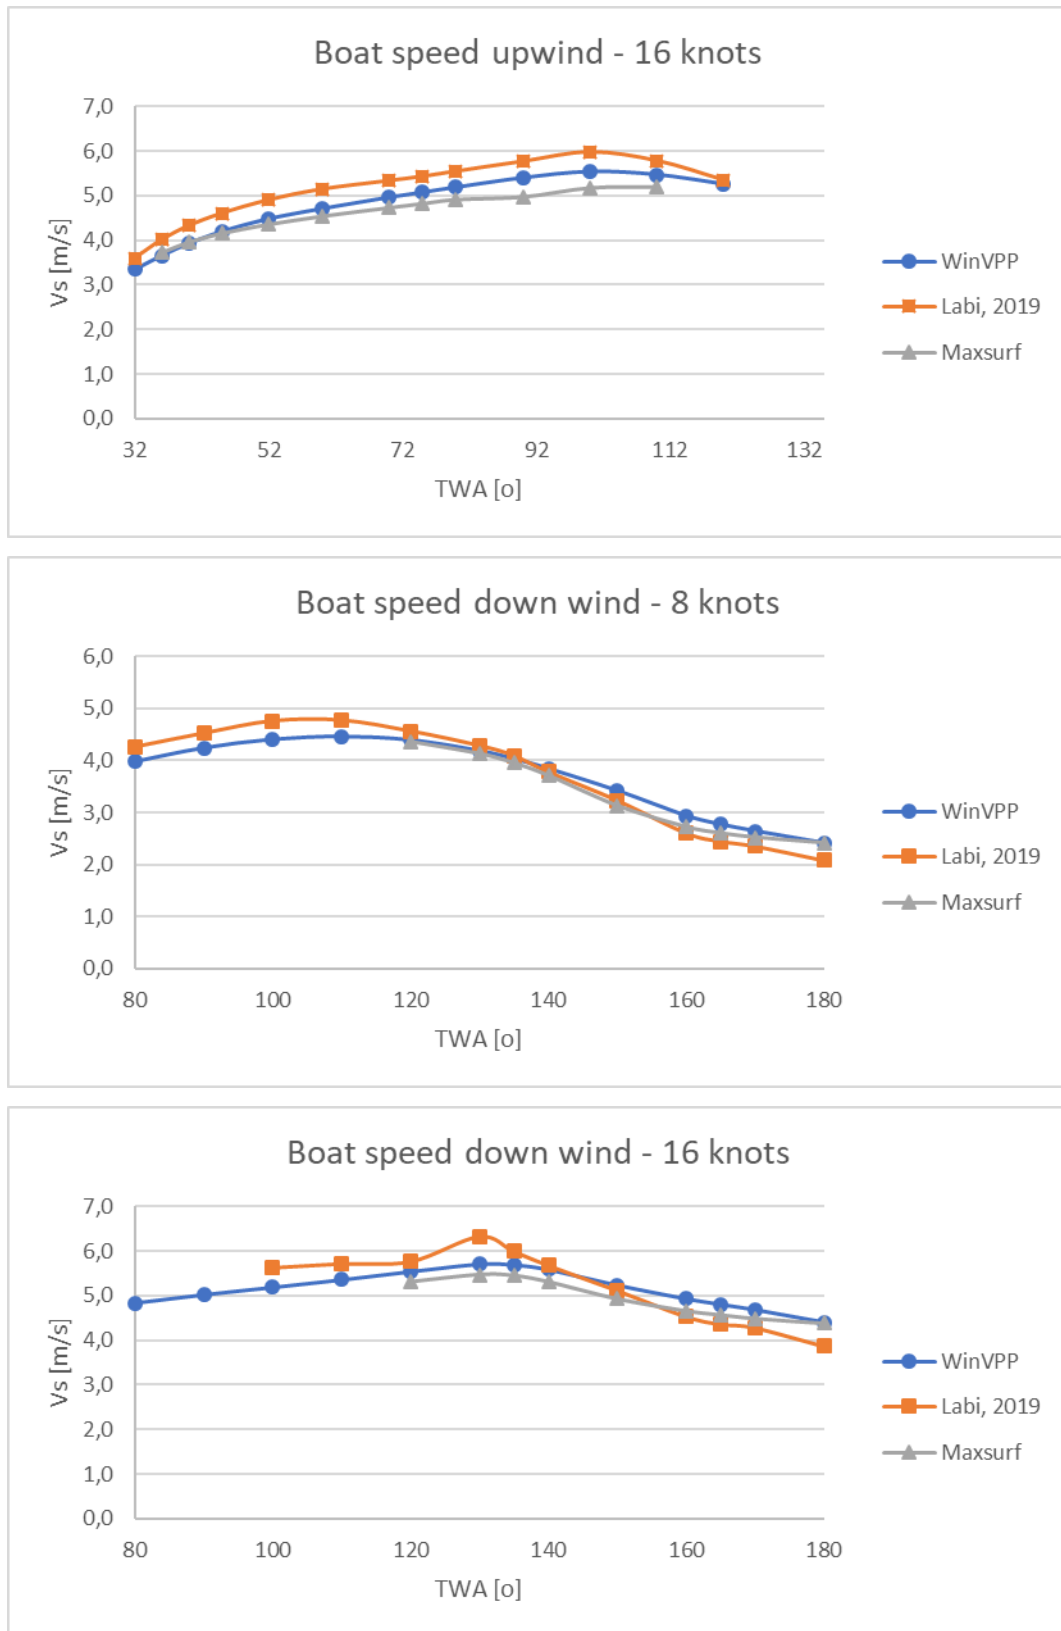 Boat speed upwind - 16 knots
7,0
6,0
5,0
4,0
3,0
2,0
1,0
0,0
Vs [m/s]
32 52 72 92 112 132
TWA [o]
WinVPP
Labi, 2019
Maxsurf
Boat speed down wind - 8 knots
6,0
5,0
4,0
3,0
2,0
1,0
0,0
Vs [m/s]
80 100 120 140 160 180
TWA [o]
WinVPP
Labi, 2019
Maxsurf
Boat speed down wind - 16 knots
7,0
6,0
5,0
4,0
3,0
2,0
1,0
0,0
Vs [m/s]
80 100 120 140 160 180
TWA [o]
WinVPP
Labi, 2019
Maxsurf